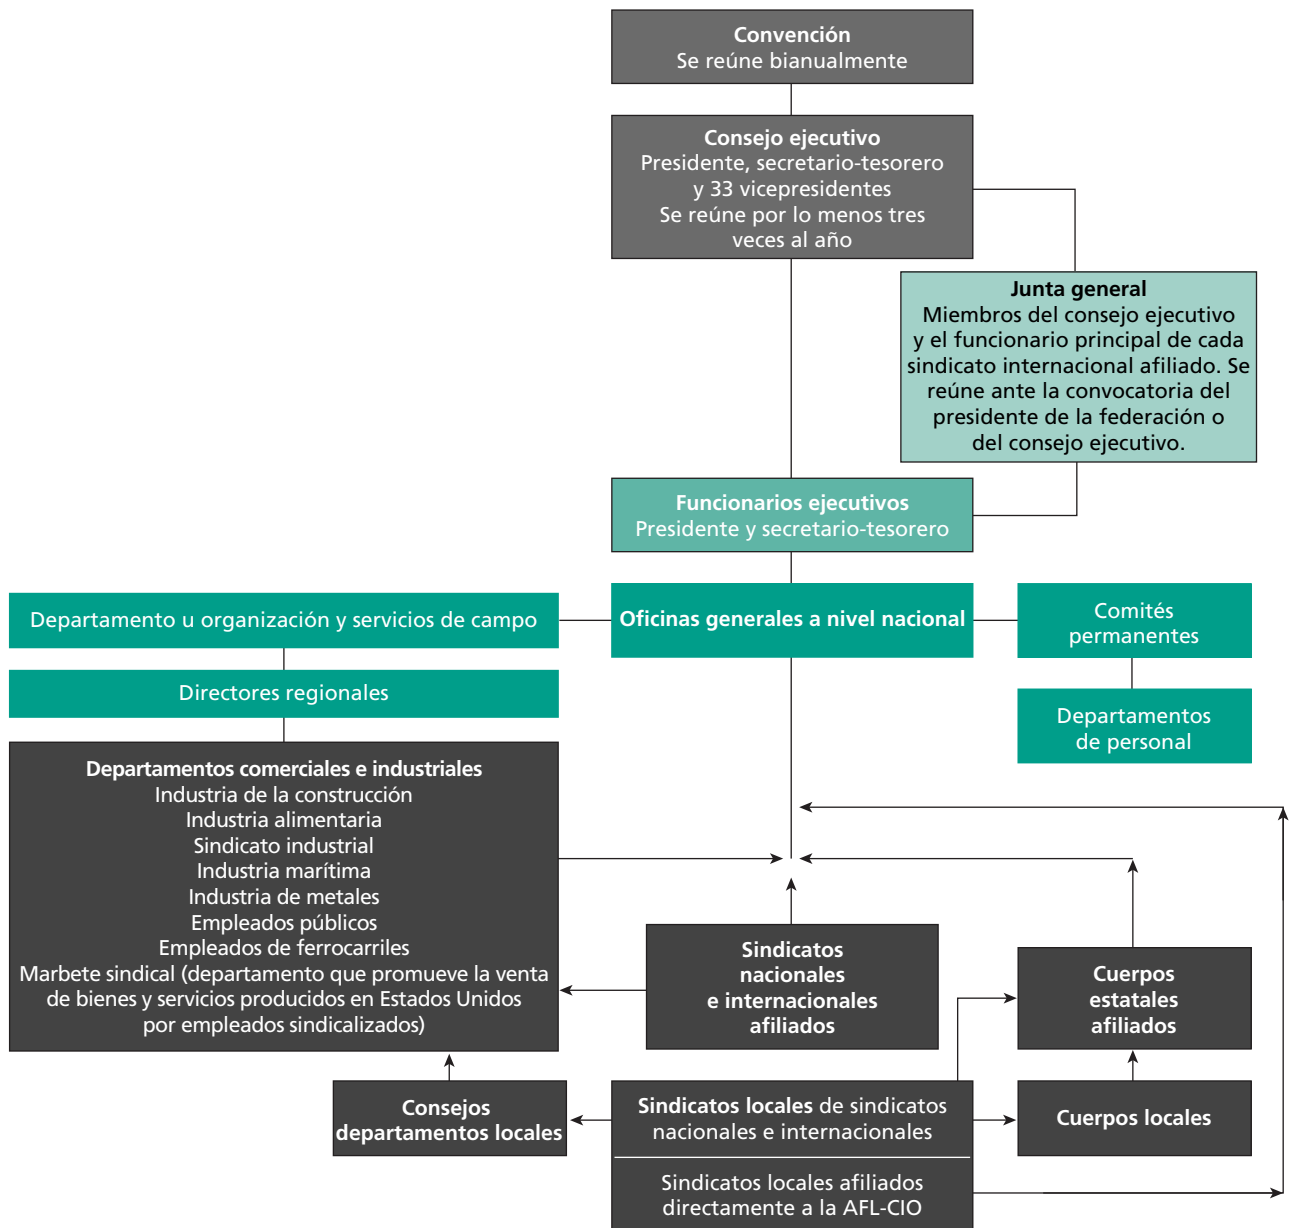 Convención
Se reúne bianualmente
Consejo ejecutivo
Presidente, secretario-tesorero
y 33 vicepresidentes
Se reúne por lo menos tres
veces al año
Junta general
Miembros del consejo ejecutivo
y el funcionario principal de cada
sindicato internacional afiliado. Se
reúne ante la convocatoria del
presidente de la federación o
del consejo ejecutivo.
Funcionarios ejecutivos
Presidente y secretario-tesorero
Departamento u organización y servicios de campo
Oficinas generales a nivel nacional
Comités
permanentes
Directores regionales
Departamentos
de personal
Departamentos comerciales e industriales
Industria de la construcción
Industria alimentaria
Sindicato industrial
Industria marítima
Industria de metales
Empleados públicos
Empleados de ferrocarriles
Marbete sindical (departamento que promueve la venta
de bienes y servicios producidos en Estados Unidos
por empleados sindicalizados)
Sindicatos
nacionales
e internacionales
afiliados
Cuerpos
estatales
afiliados
Consejos
departamentos locales
Sindicatos locales de sindicatos
nacionales e internacionales
Cuerpos locales
Sindicatos locales afiliados
directamente a la AFL-CIO